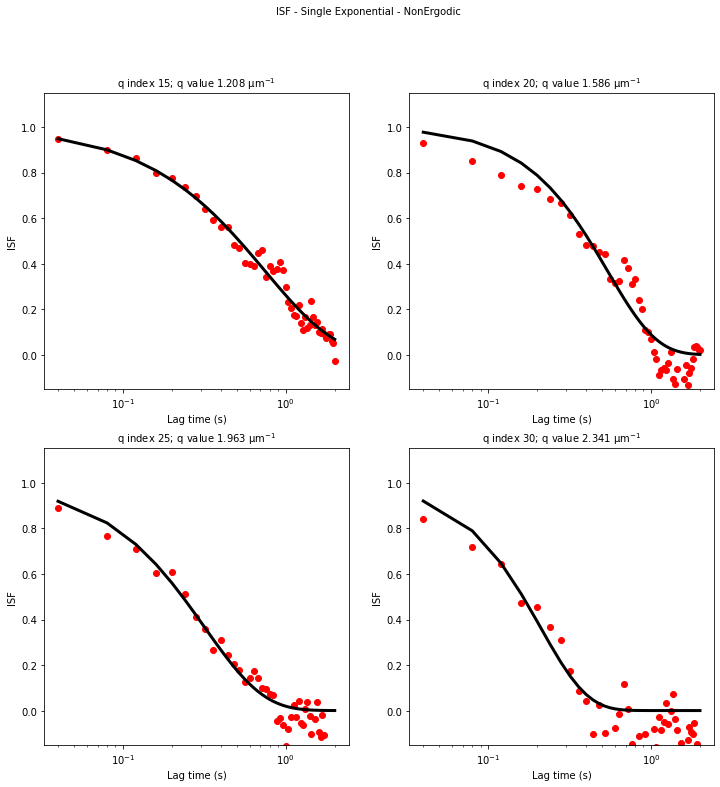 ISF - Single Exponential - NonErgodic
q index 15; q value 1.208 μm⁻¹
q index 20; q value 1.586 μm⁻¹
1.0
0.8
0.6
0.4
0.2
0.0
ISF
10⁻¹
10⁰
Lag time (s)
1.0
0.8
0.6
0.4
0.2
0.0
ISF
10⁻¹
10⁰
Lag time (s)
q index 25; q value 1.963 μm⁻¹
q index 30; q value 2.341 μm⁻¹
1.0
0.8
0.6
0.4
0.2
0.0
ISF
10⁻¹
10⁰
Lag time (s)
1.0
0.8
0.6
0.4
0.2
0.0
ISF
10⁻¹
10⁰
Lag time (s)